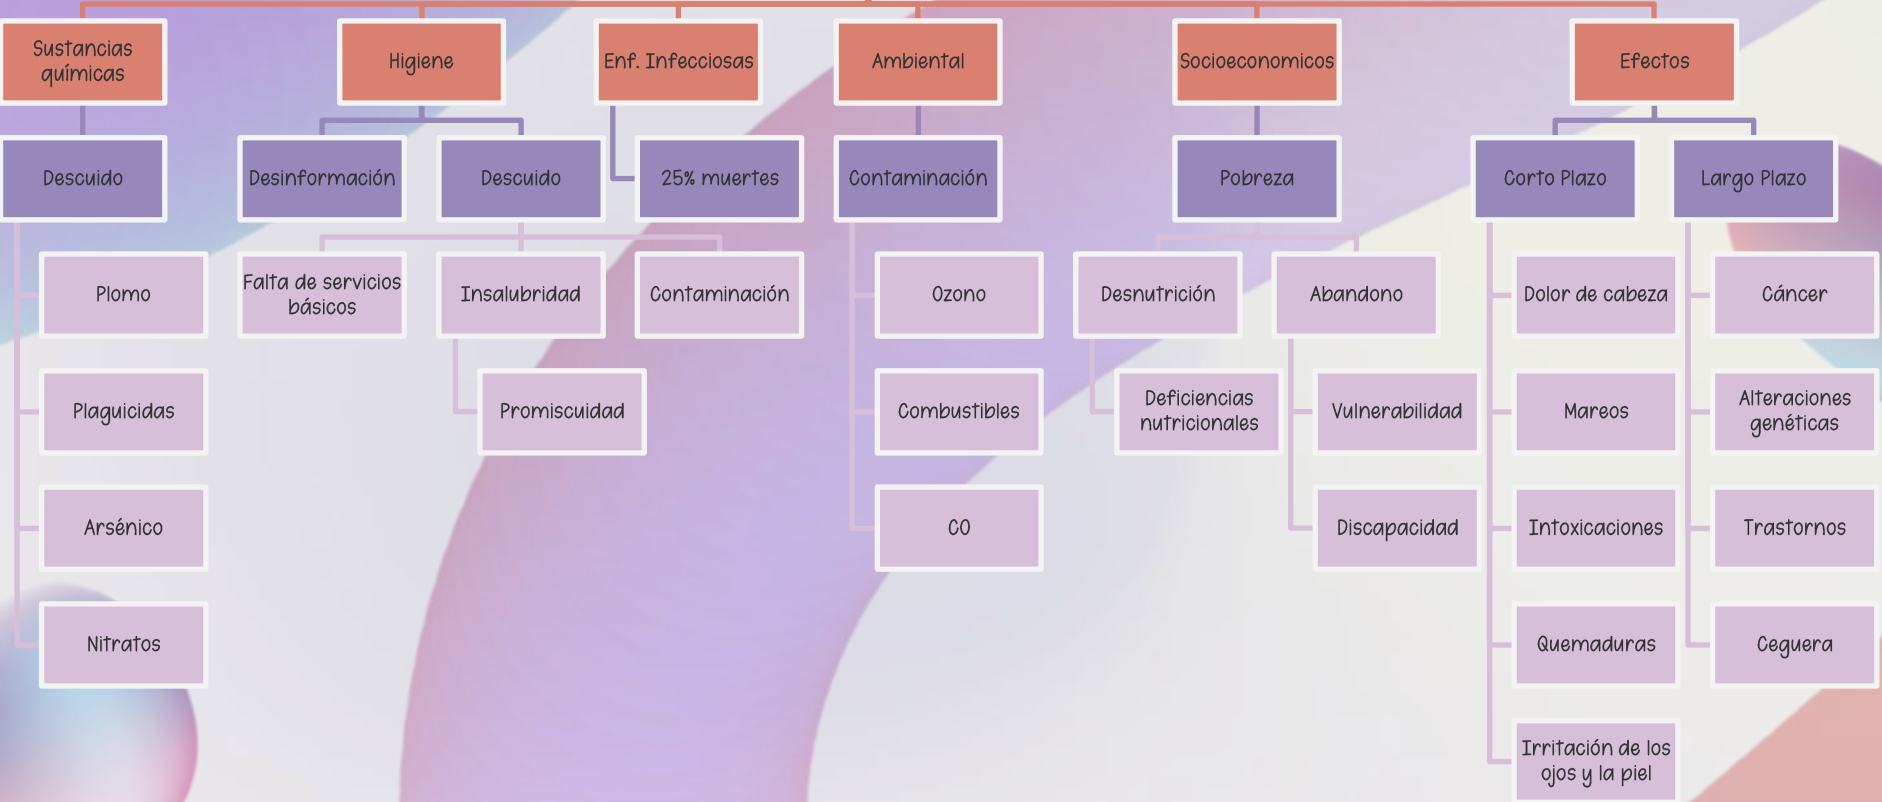 Sustancias
químicas
Higiene
Enf. Infecciosas
Ambiental
Socioeconomicos
Efectos
Descuido
Desinformación
Descuido
25% muertes
Contaminación
Pobreza
Corto Plazo
Largo Plazo
Plomo
Falta de servicios
básicos
Insalubridad
Contaminación
Ozono
Desnutrición
Abandono
Dolor de cabeza
Cáncer
Plaguicidas
Promiscuidad
Combustibles
Deficiencias
nutricionales
Vulnerabilidad
Mareos
Alteraciones
genéticas
Arsénico
CO
Discapacidad
Intoxicaciones
Trastornos
Nitratos
Quemaduras
Ceguera
Irritación de los
ojos y la piel